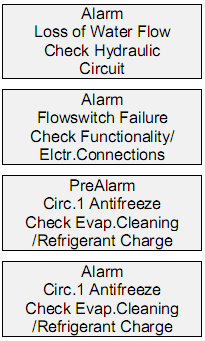 Alarm
Loss of Water Flow
Check Hydraulic
Circuit
Alarm
Flowswitch Failure
Check Functionality/
Elctr.Connections
PreAlarm
Circ.1 Antifreeze
Check Evap.Cleaning
/Refrigerant Charge
Alarm
Circ.1 Antifreeze
Check Evap.Cleaning
/Refrigerant Charge